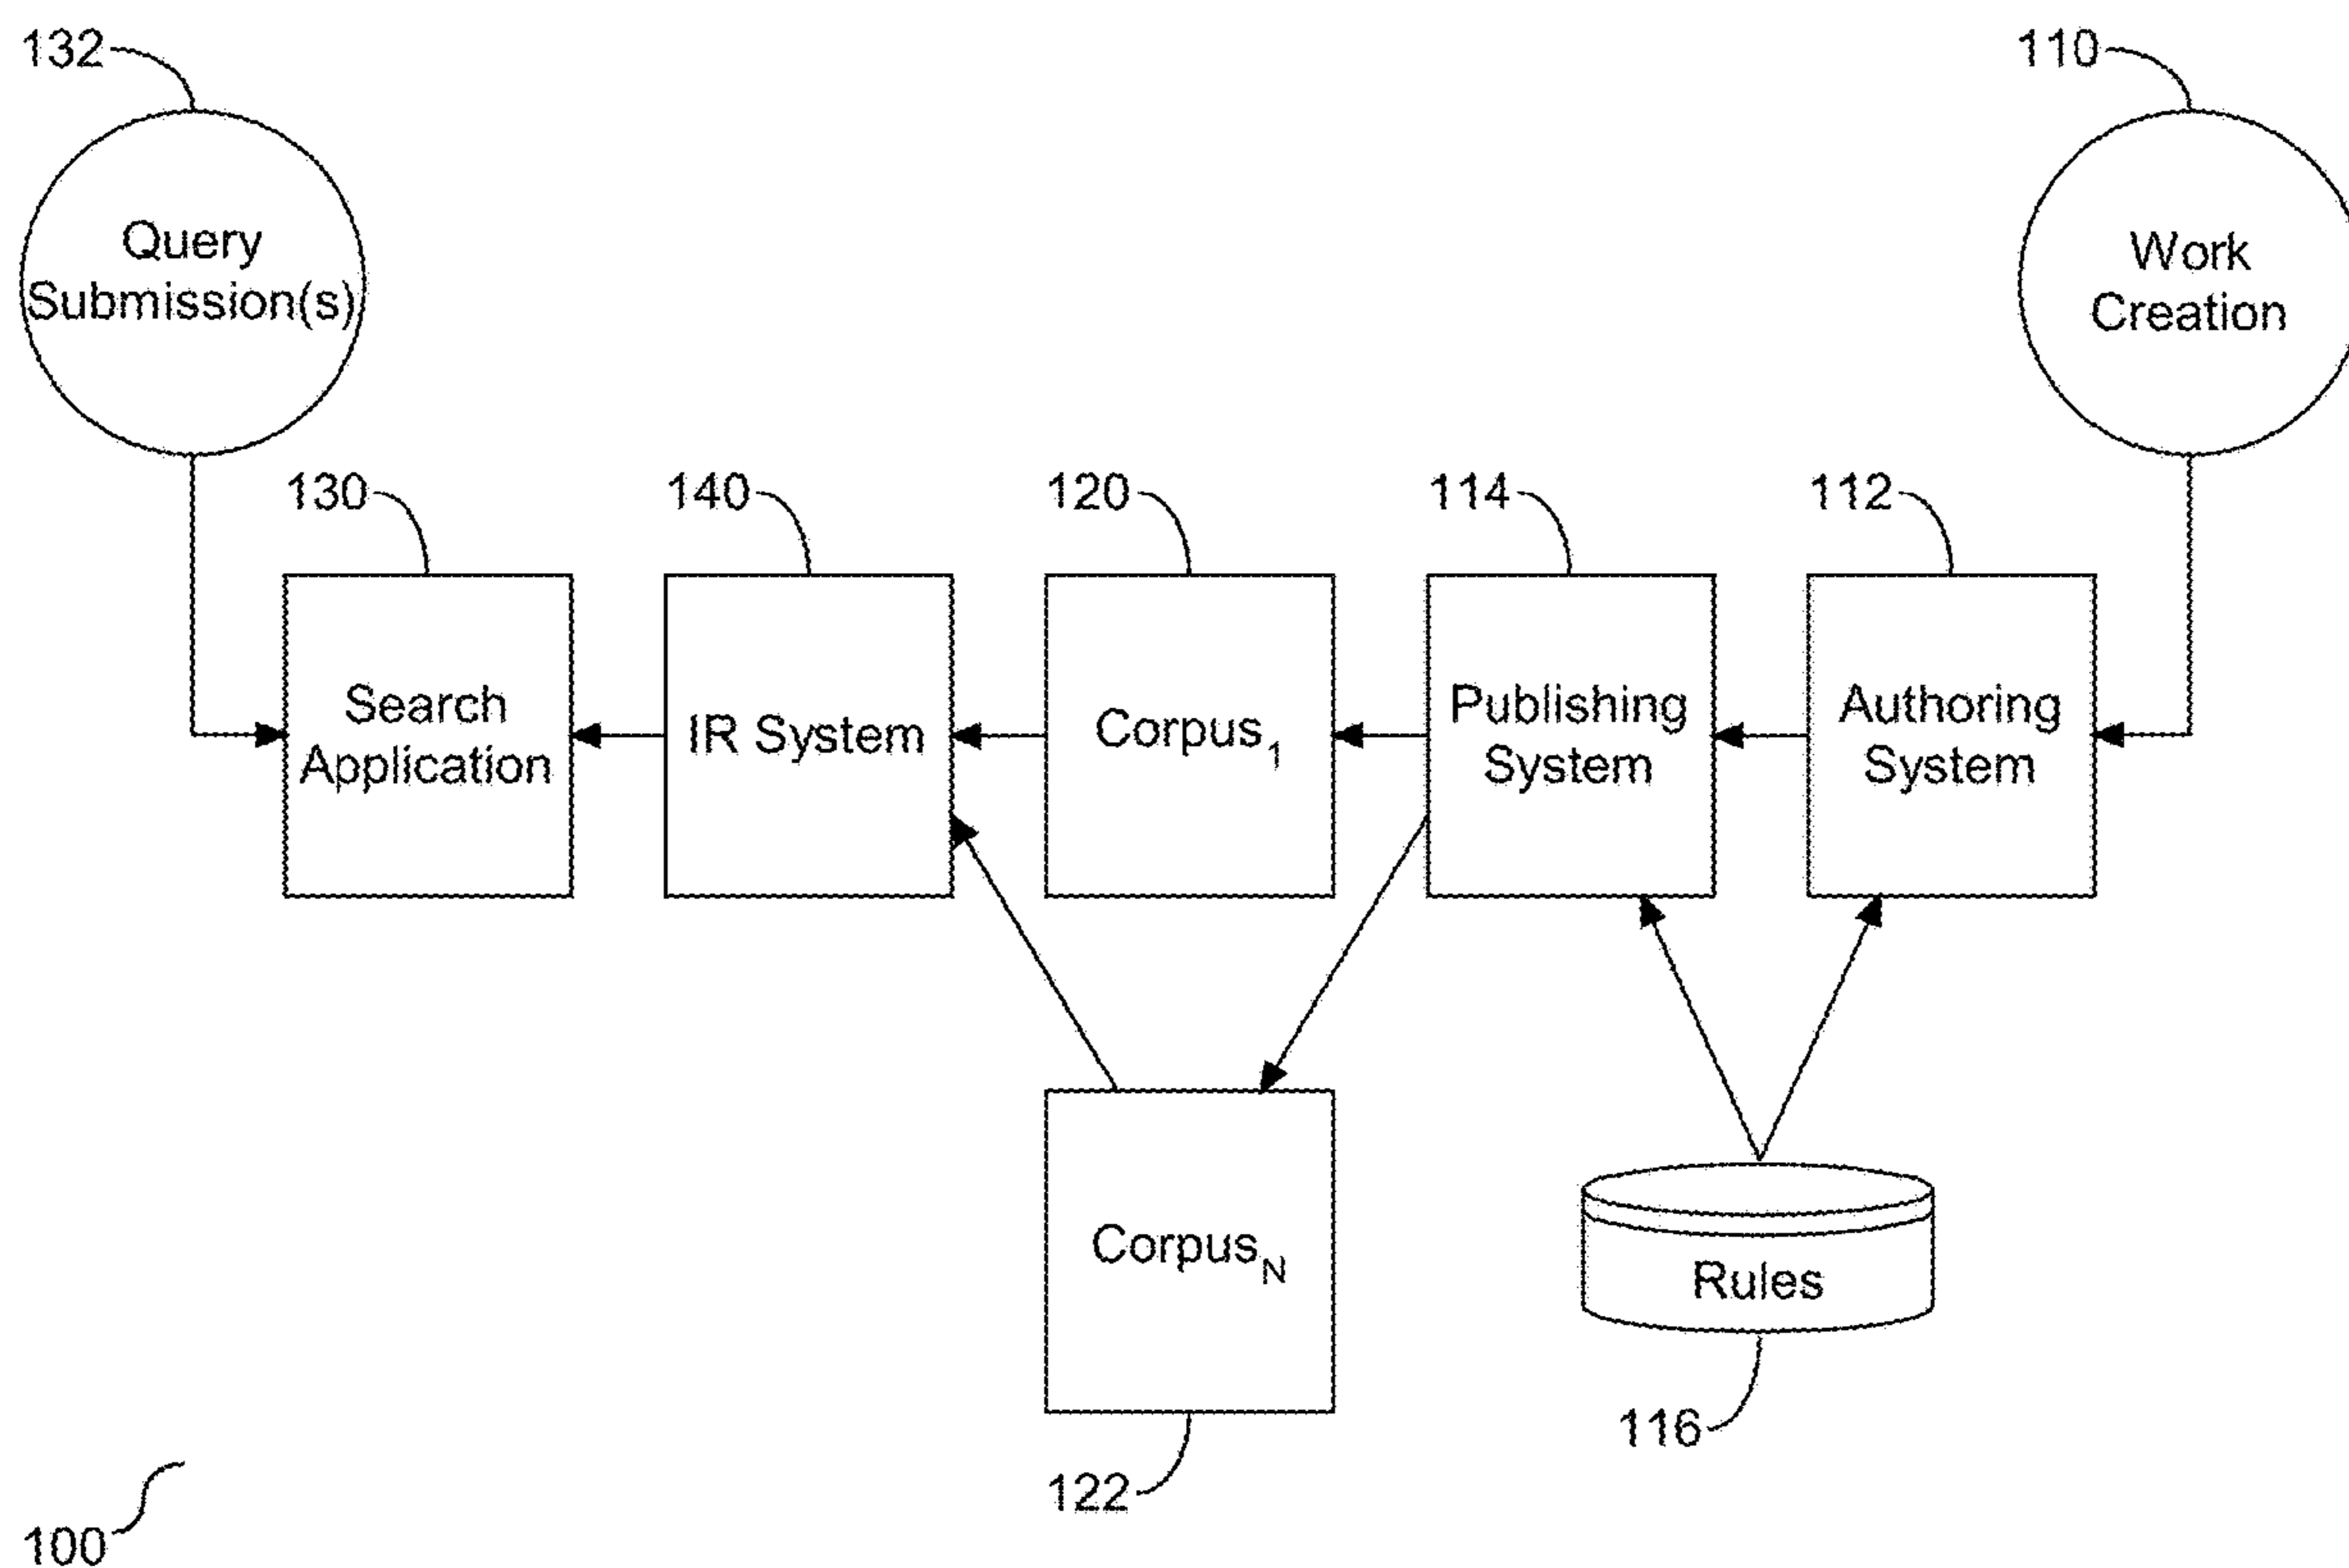 132
110
Query
Submission(s)
Work
Creation
130
140
120
114
112
Search
Application
IR System
Corpus1
Publishing
System
Authoring
System
CorpusN
Rules
116
122
100